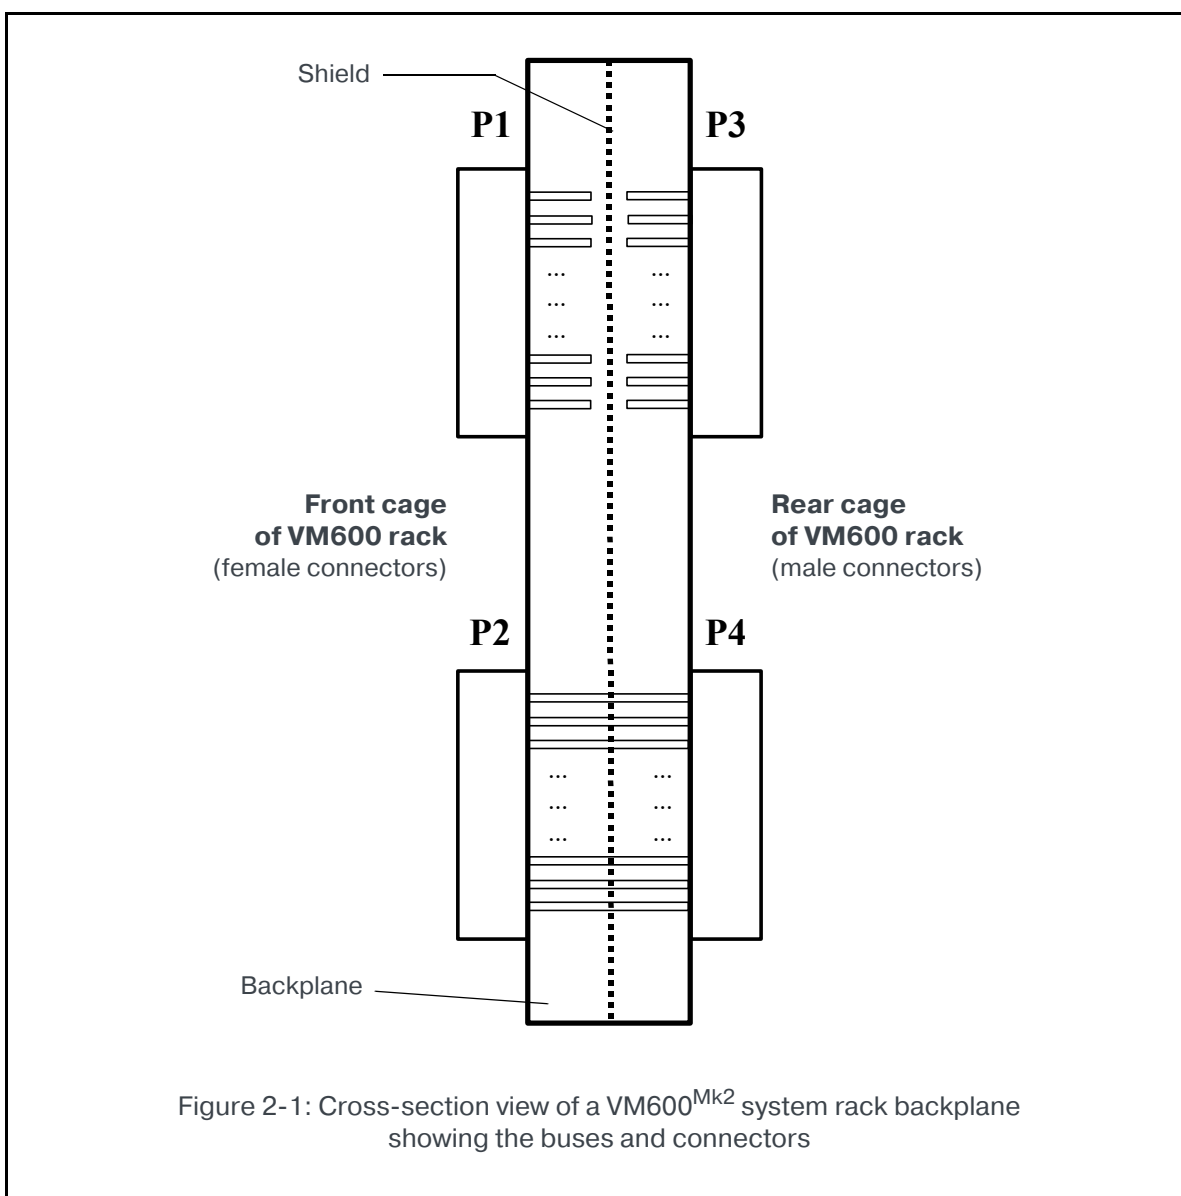 Shield
P1
P3
... ...
... ...
... ...
Front cage
of VM600 rack
(female connectors)
Rear cage
of VM600 rack
(male connectors)
P2
P4
... ...
... ...
... ...
Backplane
Figure 2-1: Cross-section view of a VM600Mk2 system rack backplane
showing the buses and connectors